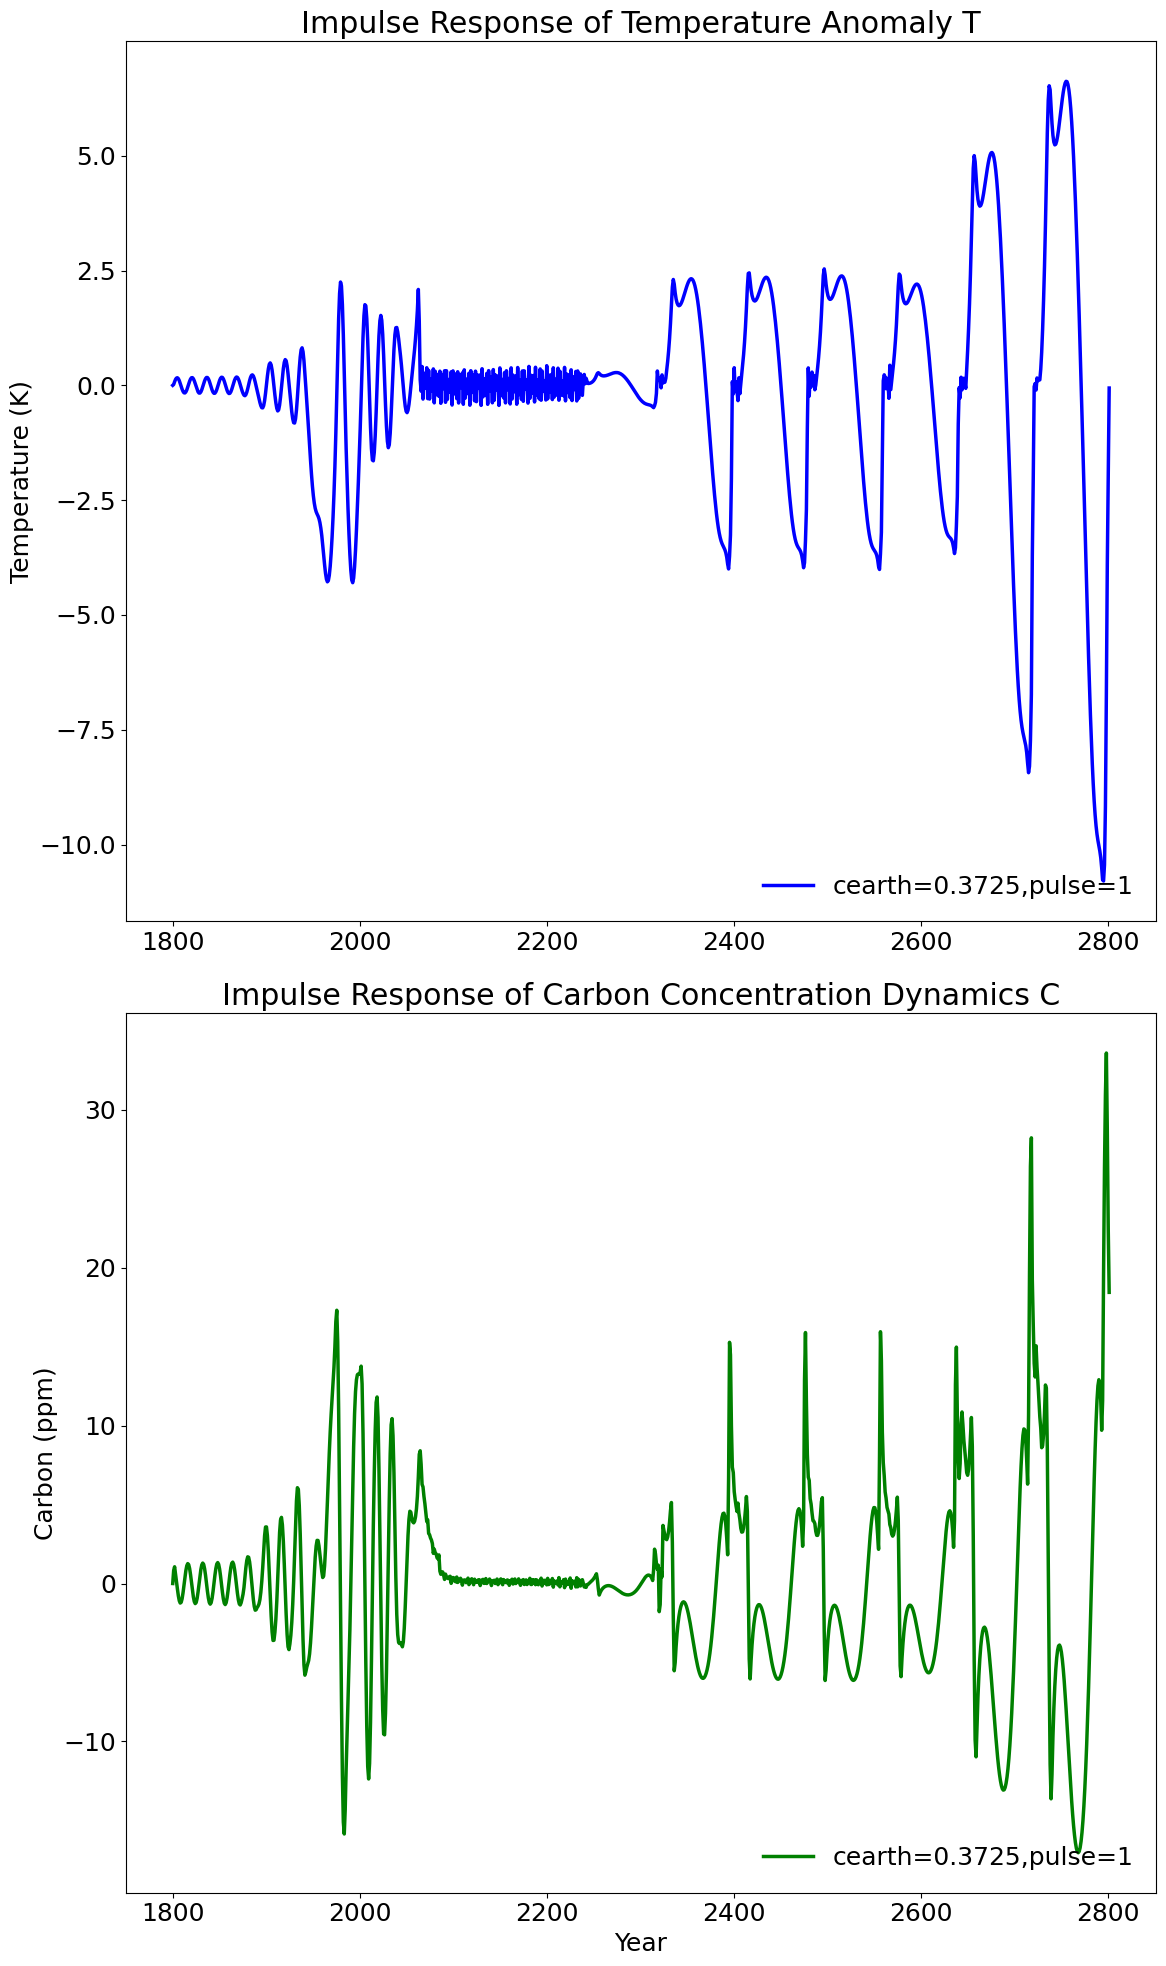 Impulse Response of Temperature Anomaly T
Temperature (K)
5.0
2.5
0.0
−2.5
−5.0
−7.5
−10.0
cearth=0.3725,pulse=1
1800 2000 2200 2400 2600 2800
Impulse Response of Carbon Concentration Dynamics C
Carbon (ppm)
30
20
10
0
−10
cearth=0.3725,pulse=1
1800 2000 2200 2400 2600 2800
Year